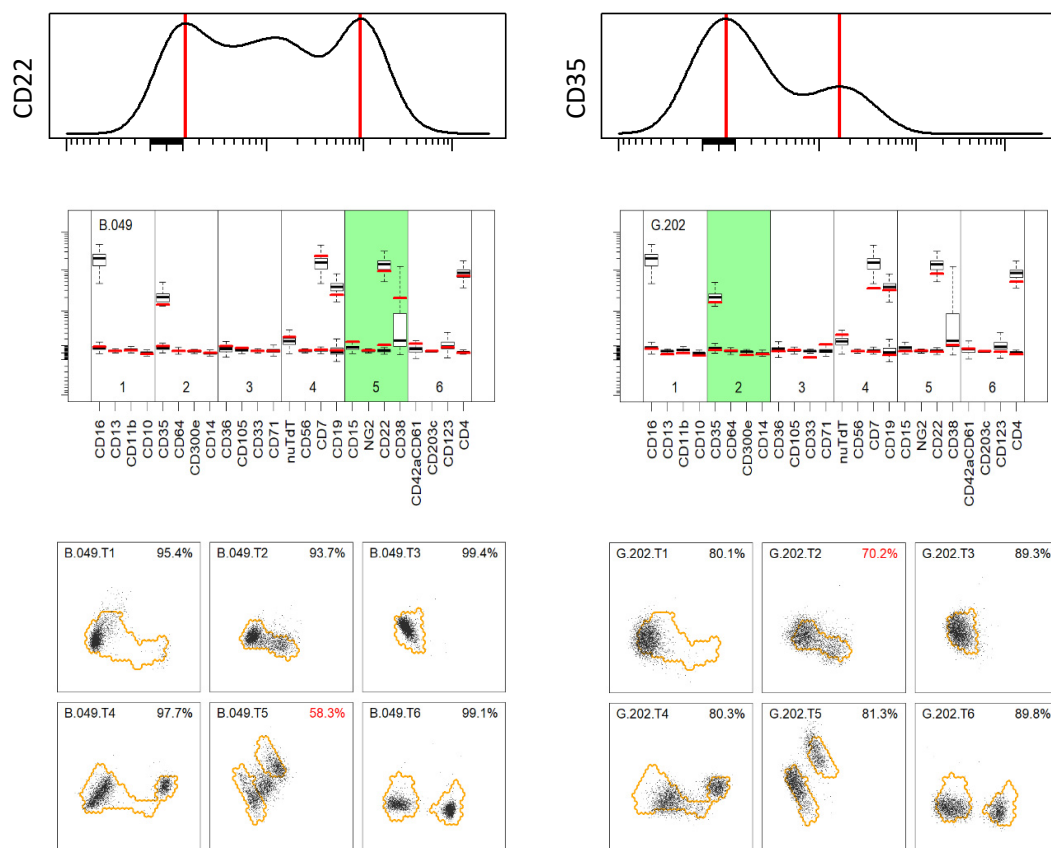 CD22
CD35
B.049
1 2 3 4 5 6
CD16
CD13
CD11b
CD10
CD35
CD64
CD300e
CD14
CD36
CD105
CD33
CD71
nuTdT
CD56
CD7
CD19
CD15
NG2
CD22
CD38
CD42aCD61
CD203c
CD123
CD4
G.202
1 2 3 4 5 6
CD16
CD13
CD11b
CD10
CD35
CD64
CD300e
CD14
CD36
CD105
CD33
CD71
nuTdT
CD56
CD7
CD19
CD15
NG2
CD22
CD38
CD42aCD61
CD203c
CD123
CD4
B.049.T1 95.4%
B.049.T2 93.7%
B.049.T3 99.4%
B.049.T4 97.7%
B.049.T5 58.3%
B.049.T6 99.1%
G.202.T1 80.1%
G.202.T2 70.2%
G.202.T3 89.3%
G.202.T4 80.3%
G.202.T5 81.3%
G.202.T6 89.8%